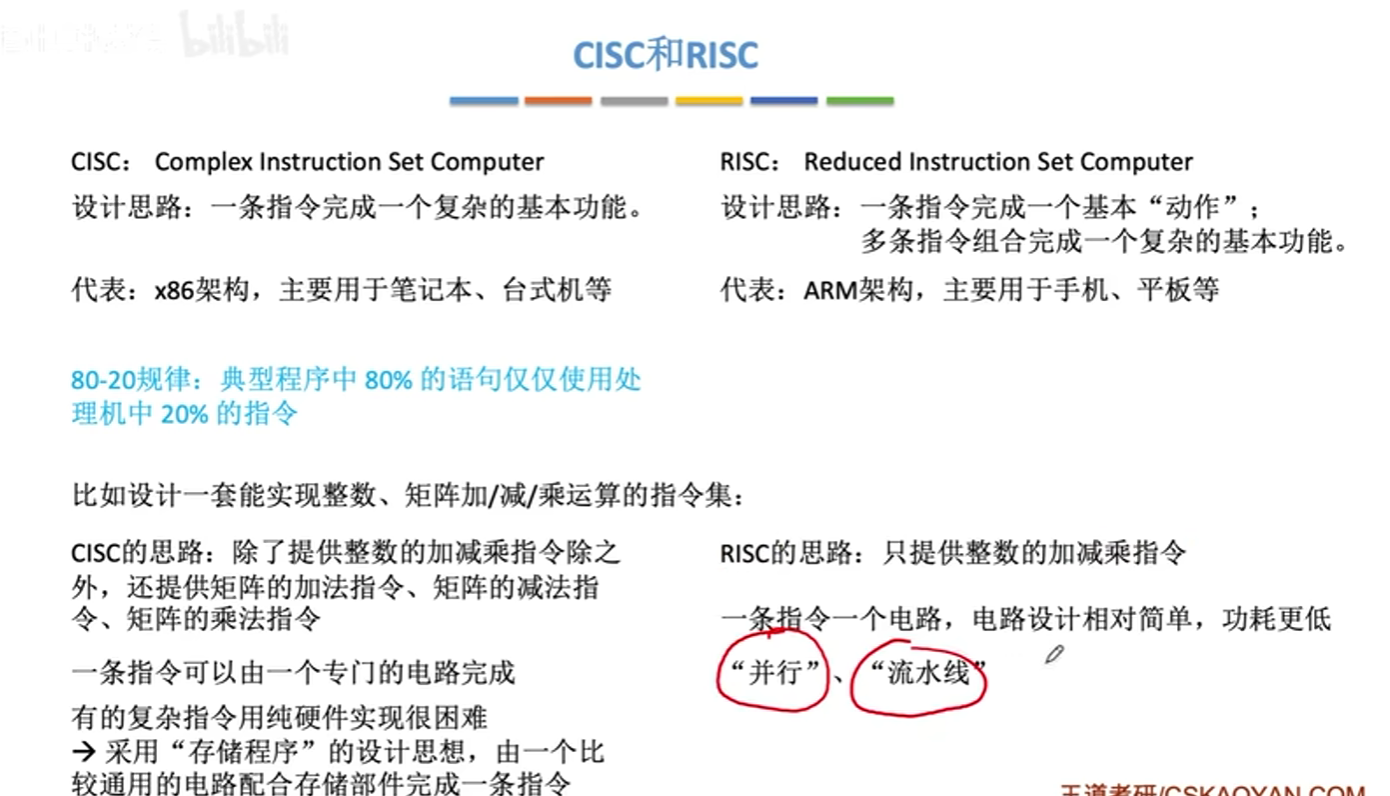 bilibili
CISC和RISC
CISC： Complex Instruction Set Computer
设计思路：一条指令完成一个复杂的基本功能。
代表：x86架构，主要用于笔记本、台式机等
RISC： Reduced Instruction Set Computer
设计思路：一条指令完成一个基本“动作”；
多条指令组合完成一个复杂的基本功能。
代表：ARM架构，主要用于手机、平板等
80-20规律：典型程序中 80% 的语句仅仅使用处
理机中 20% 的指令
比如设计一套能实现整数、矩阵加/减/乘运算的指令集：
CISC的思路：除了提供整数的加减乘指令除之
外，还提供矩阵的加法指令、矩阵的减法指
令、矩阵的乘法指令
一条指令可以由一个专门的电路完成
有的复杂指令用纯硬件实现很困难
→ 采用“存储程序”的设计思想，由一个比
较通用的电路配合存储部件完成一条指令
RISC的思路：只提供整数的加减乘指令
一条指令一个电路，电路设计相对简单，功耗更低
“并行”、“流水线”
王道考研/CSKAOYAN.COM